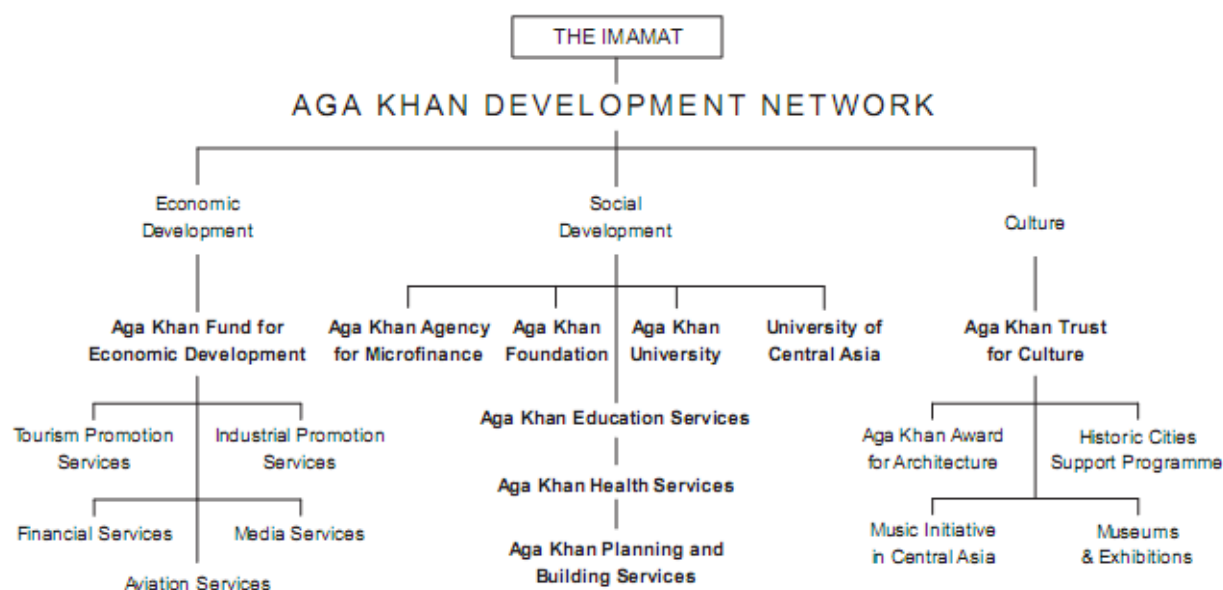 THE IMAMAT
AGA KHAN DEVELOPMENT NETWORK
Economic
Development
Social
Development
Culture
Aga Khan Fund for
Economic Development
Aga Khan Agency
for Microfinance
Aga Khan
Foundation
Aga Khan
University
University of
Central Asia
Aga Khan Trust
for Culture
Tourism Promotion
Services
Industrial Promotion
Services
Financial Services
Media Services
Aviation Services
Aga Khan Education Services
Aga Khan Health Services
Aga Khan Planning and
Building Services
Aga Khan Award
for Architecture
Historic Cities
Support Programme
Music Initiative
in Central Asia
Museums
& Exhibitions